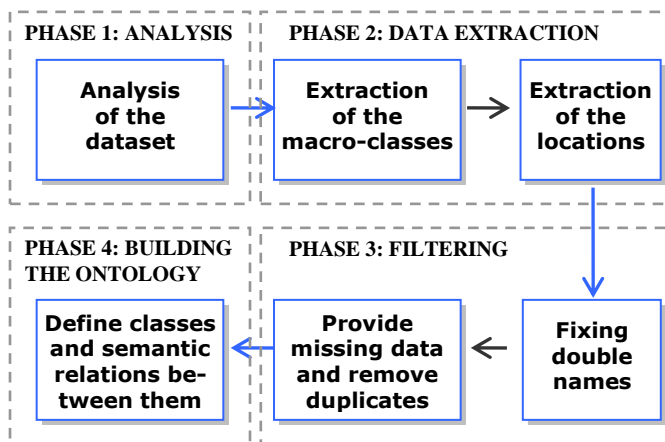 PHASE 1: ANALYSIS
Analysis
of the
dataset
PHASE 2: DATA EXTRACTION
Extraction
of the
macro-classes
Extraction
of the
locations
PHASE 3: FILTERING
Fixing
double
names
Provide
missing data
and remove
duplicates
PHASE 4: BUILDING
THE ONTOLOGY
Define classes
and semantic
relations be-
tween them